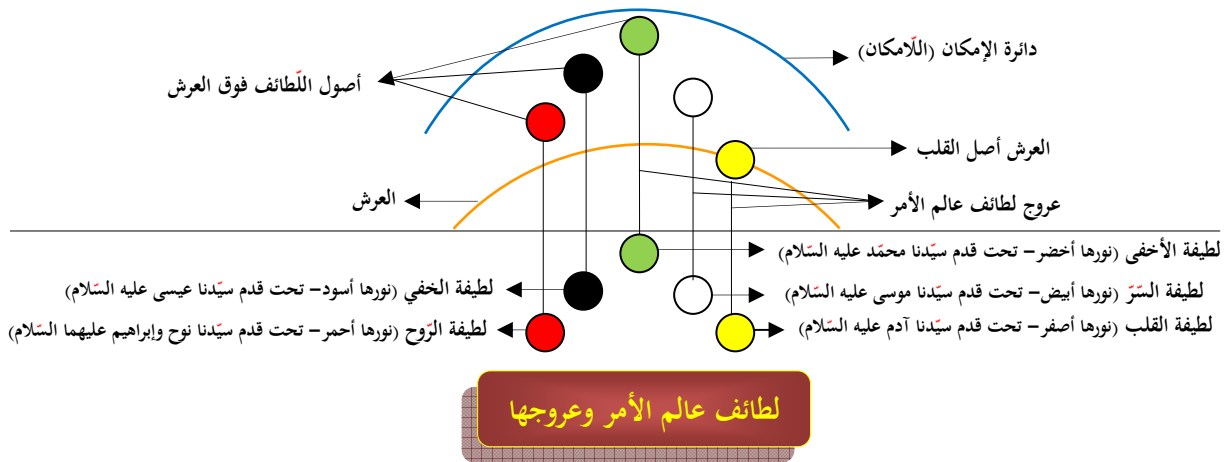 دائرة الإمكان (اللّامكان)
أصول اللّطائف فوق العرش
العرش أصل القلب
العرش
عروج لطائف عالم الأمر
لطيفة الأخفى (نورها أخضر– تحت قدم سيّدنا محمّد عليه السّلام)
لطيفة السّرّ (نورها أبيض– تحت قدم سيّدنا موسى عليه السّلام)
لطيفة الخفي (نورها أسود– تحت قدم سيّدنا عيسى عليه السّلام)
لطيفة القلب (نورها أصفر– تحت قدم سيّدنا آدم عليه السّلام)
لطيفة الرّوح (نورها أحمر– تحت قدم سيّدنا نوح وإبراهيم عليهما السّلام)
لطائف عالم الأمر وعروجها